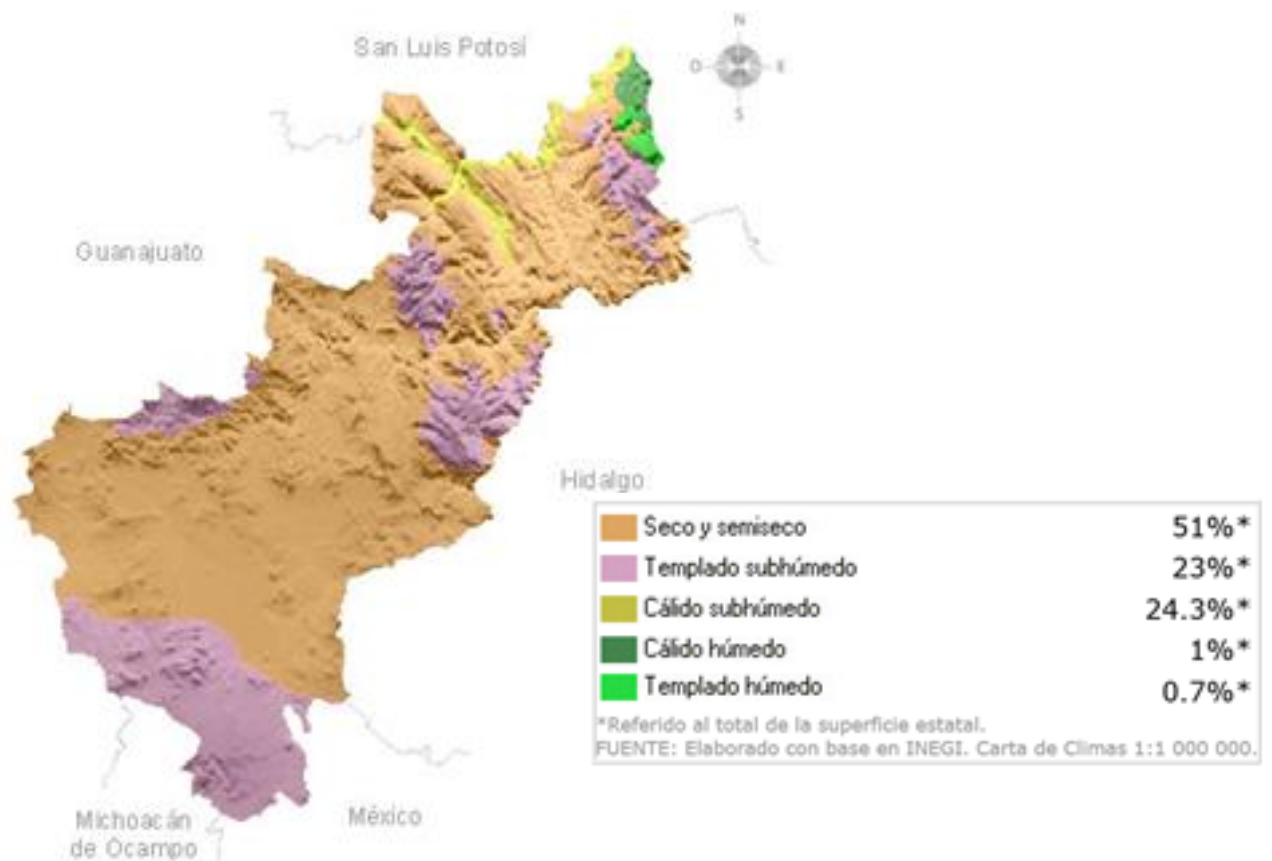 San Luis Potosí
N
O
E
S
Guanajuato
Hidalgo
Seco y semiseco 51%*
Templado subhúmedo 23%*
Cálido subhúmedo 24.3%*
Cálido húmedo 1%*
Templado húmedo 0.7%*
*Referido al total de la superficie estatal.
FUENTE: Elaborado con base en INEGI. Carta de Climas 1:1 000 000.
Michoacán
de Ocampo
México